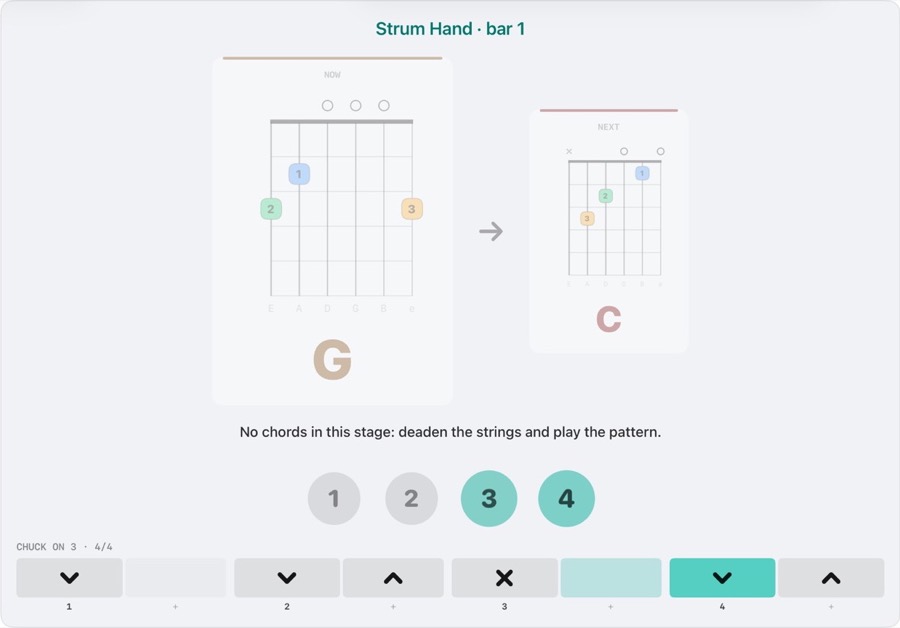 Strum Hand · bar 1
NOW
NEXT
×
1
1
2
2
3
3
E A D G B e
G
C
No chords in this stage: deaden the strings and play the pattern.
1 2 3 4
CHUCK ON 3 · 4/4
1 + 2 + 3 + 4 +